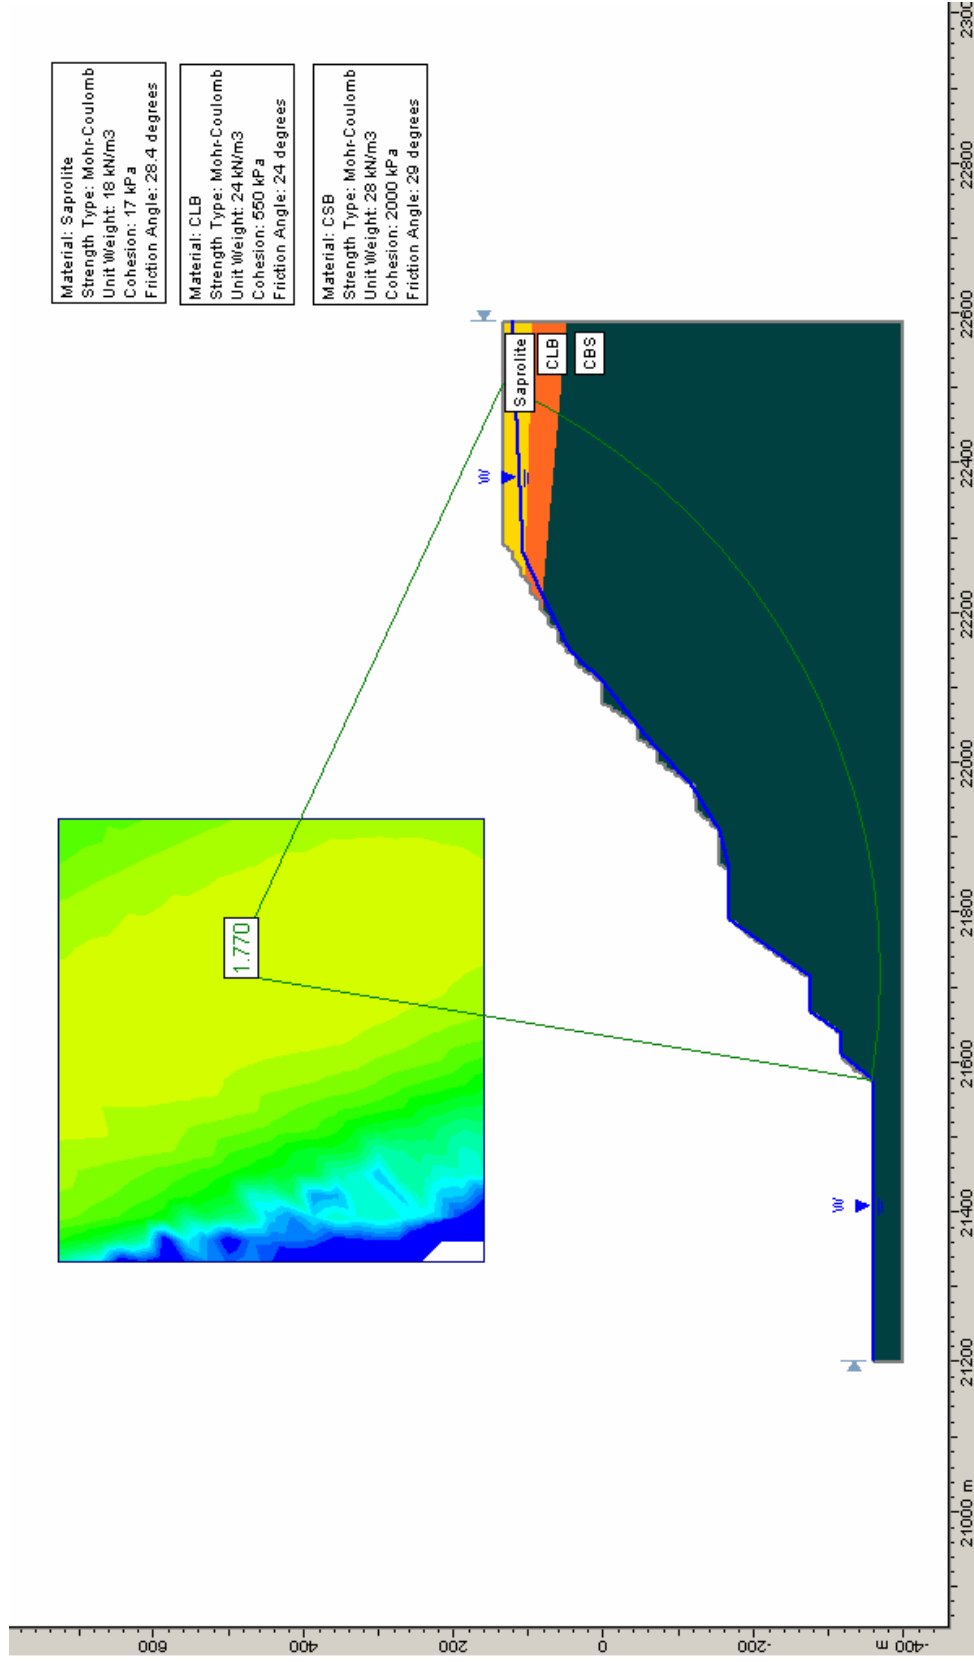 Material: Saprolite
Strength Type: Mohr-Coulomb
Unit Weight: 18 kN/m3
Cohesion: 17 kPa
Friction Angle: 28.4 degrees
Material: CLB
Strength Type: Mohr-Coulomb
Unit Weight: 24 kN/m3
Cohesion: 550 kPa
Friction Angle: 24 degrees
Material: CSB
Strength Type: Mohr-Coulomb
Unit Weight: 28 kN/m3
Cohesion: 2000 kPa
Friction Angle: 29 degrees
1.770
W
Saprolite
CLB
CBS
W
600
400
200
0
-200
-400 m
21000 m
21200
21400
21600
21800
22000
22200
22400
22600
22800
2300